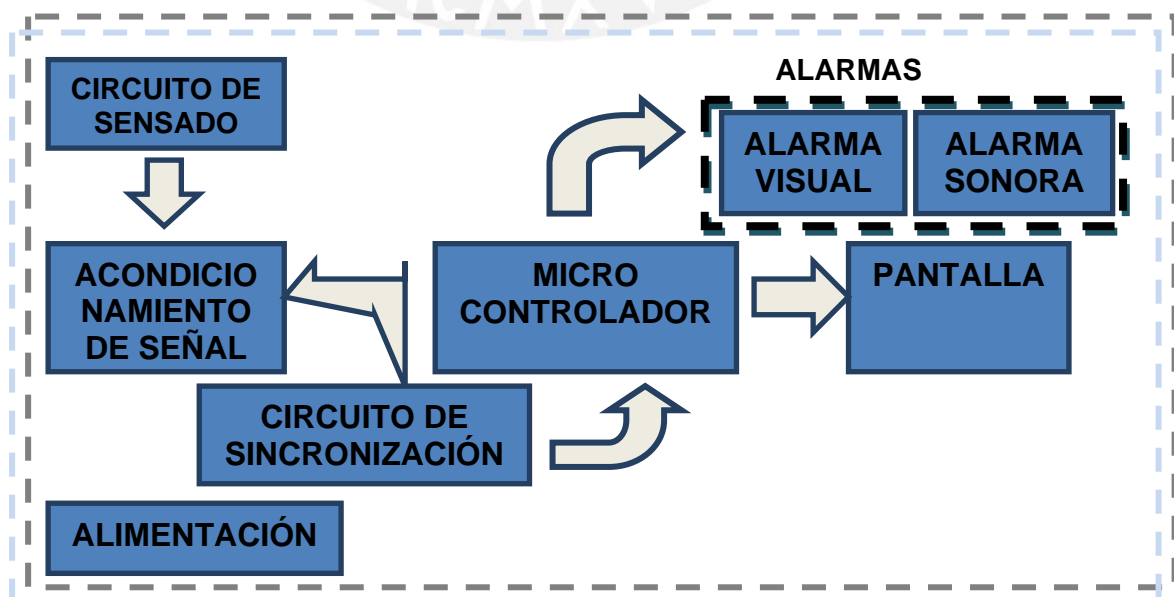 CIRCUITO DE
SENSADO
ALARMAS
ALARMA
VISUAL
ALARMA
SONORA
ACONDICIO
NAMIENTO
DE SEÑAL
MICRO
CONTROLADOR
PANTALLA
CIRCUITO DE
SINCRONIZACIÓN
ALIMENTACIÓN